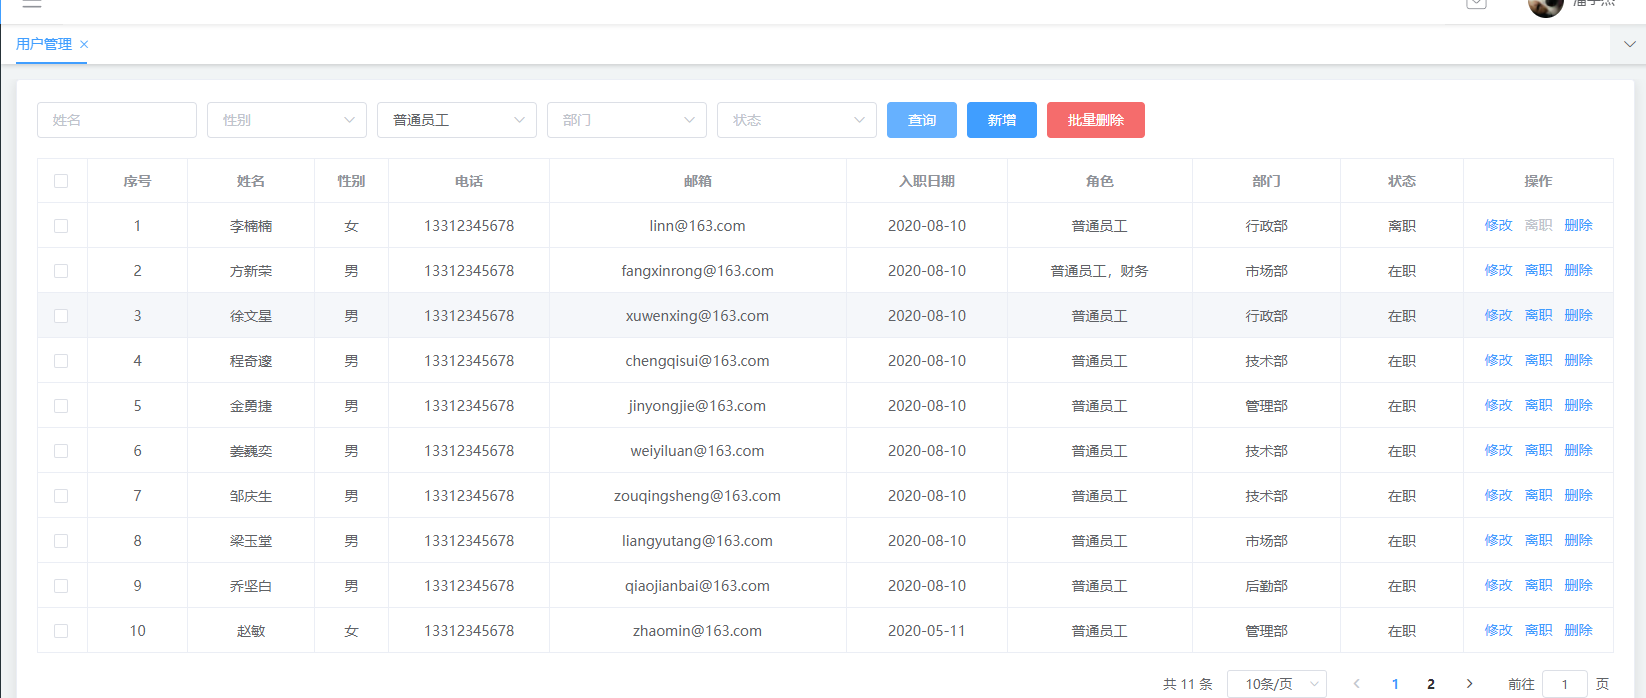 用户管理 ×
姓名 性别 普通员工 部门 状态 查询 新增 批量删除
序号 姓名 性别 电话 邮箱 入职日期 角色 部门 状态 操作
1 李楠楠 女 13312345678 linn@163.com 2020-08-10 普通员工 行政部 离职 修改 离职 删除
2 方新荣 男 13312345678 fangxinrong@163.com 2020-08-10 普通员工，财务 市场部 在职 修改 离职 删除
3 徐文星 男 13312345678 xuwenxing@163.com 2020-08-10 普通员工 行政部 在职 修改 离职 删除
4 程奇邃 男 13312345678 chengqisui@163.com 2020-08-10 普通员工 技术部 在职 修改 离职 删除
5 金勇捷 男 13312345678 jinyongjie@163.com 2020-08-10 普通员工 管理部 在职 修改 离职 删除
6 姜巍奕 男 13312345678 weiyiluan@163.com 2020-08-10 普通员工 技术部 在职 修改 离职 删除
7 邹庆生 男 13312345678 zouqingsheng@163.com 2020-08-10 普通员工 技术部 在职 修改 离职 删除
8 梁玉堂 男 13312345678 liangyutang@163.com 2020-08-10 普通员工 市场部 在职 修改 离职 删除
9 乔坚白 男 13312345678 qiaojianbai@163.com 2020-08-10 普通员工 后勤部 在职 修改 离职 删除
10 赵敏 女 13312345678 zhaomin@163.com 2020-05-11 普通员工 管理部 在职 修改 离职 删除
共 11 条 10条/页 1 2 前往 1 页